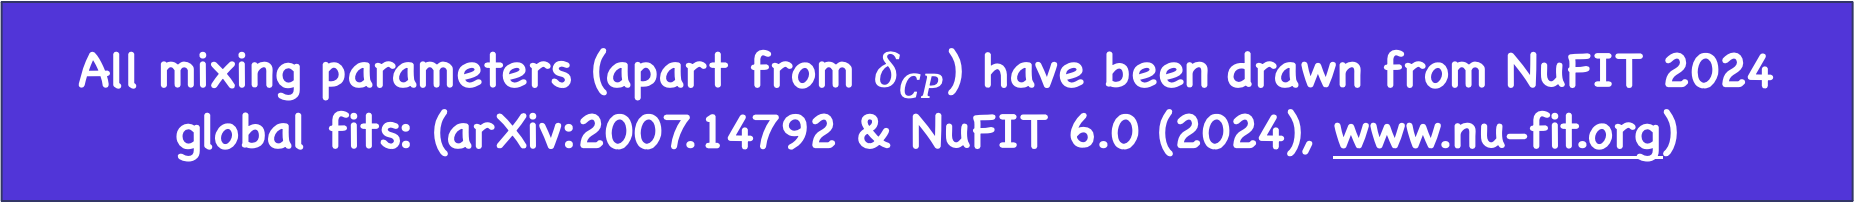 All mixing parameters (apart from δ_CP) have been drawn from NuFIT 2024
global fits: (arXiv:2007.14792 & NuFIT 6.0 (2024), www.nu-fit.org)